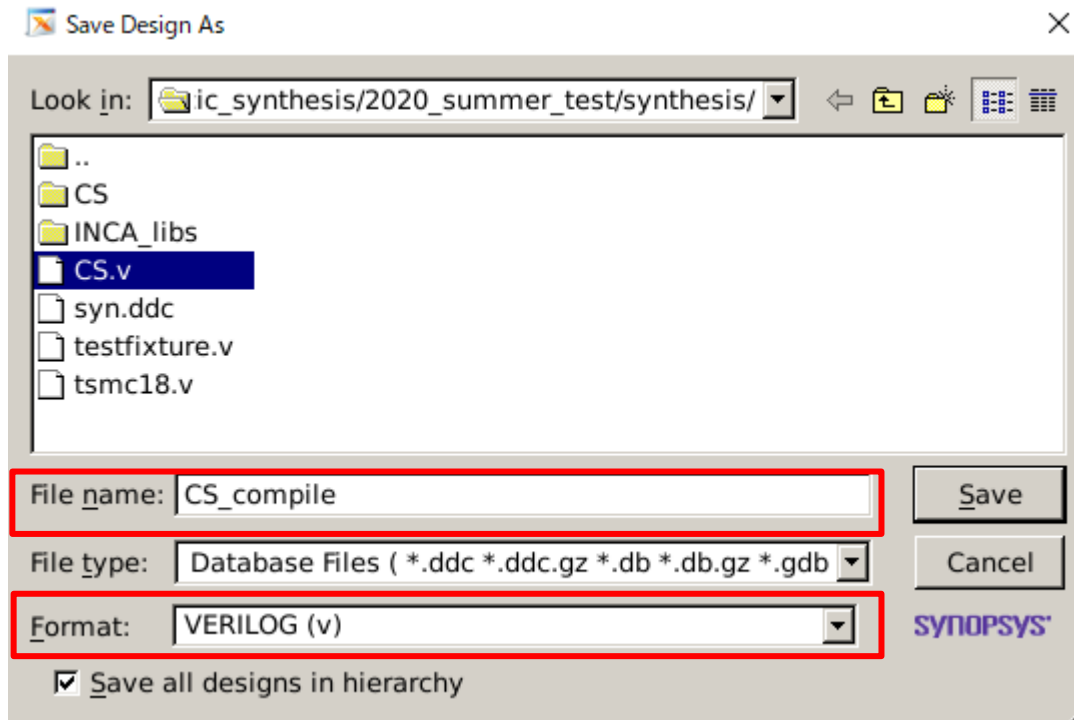 Save Design As
Look in: ic_synthesis/2020_summer_test/synthesis/
..
CS
INCA_libs
CS.v
syn.ddc
testfixture.v
tsmc18.v
File name: CS_compile
Save
File type: Database Files ( *.ddc *.ddc.gz *.db *.db.gz *.gdb
Cancel
Format: VERILOG (v)
SYNOPSYS
Save all designs in hierarchy